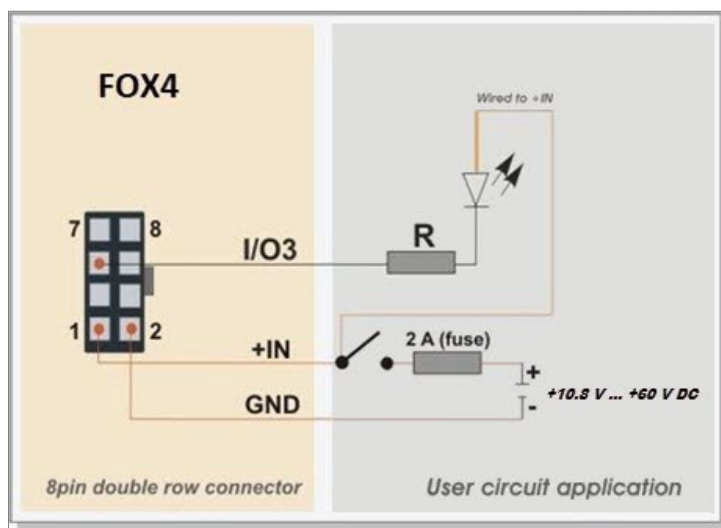 FOX4
Wired to +IN
7
8
I/O3
R
1
2
+IN
2 A (fuse)
+
+10.8 V ... +60 V DC
-
GND
8pin double row connector
User circuit application